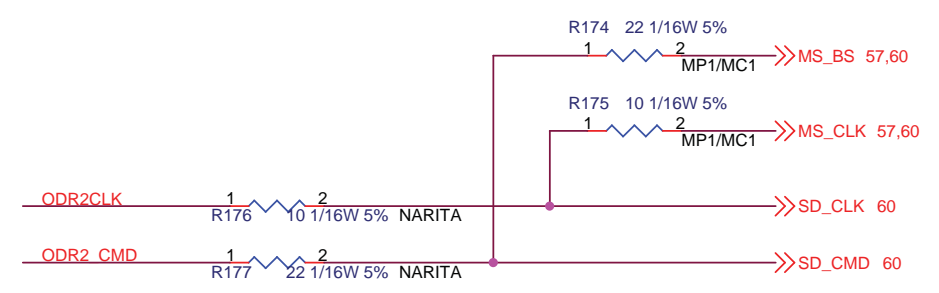 R174 22 1/16W 5%
1 2
MP1/MC1
MS_BS 57,60
R175 10 1/16W 5%
1 2
MP1/MC1
MS_CLK 57,60
ODR2CLK
1 2
R176 10 1/16W 5% NARITA
SD_CLK 60
ODR2_CMD
1 2
R177 22 1/16W 5% NARITA
SD_CMD 60